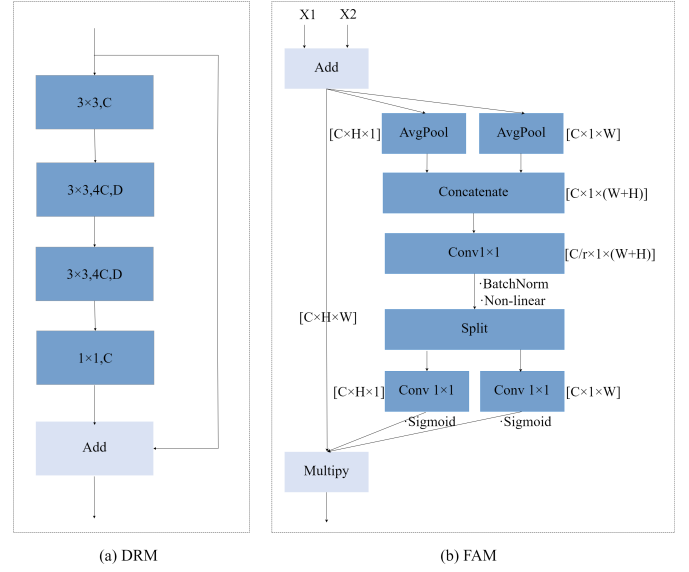 3×3,C
3×3,4C,D
3×3,4C,D
1×1,C
Add
(a) DRM
X1 X2
Add
[C×H×1] AvgPool AvgPool [C×1×W]
Concatenate [C×1×(W+H)]
Conv1×1 [C/r×1×(W+H)]
·BatchNorm
·Non-linear
[C×H×W]
Split
[C×H×1] Conv 1×1 Conv 1×1 [C×1×W]
·Sigmoid ·Sigmoid
Multipy
(b) FAM